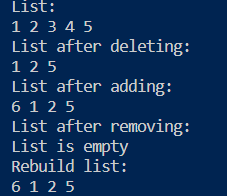 List:
1 2 3 4 5
List after deleting:
1 2 5
List after adding:
6 1 2 5
List after removing:
List is empty
Rebuild list:
6 1 2 5